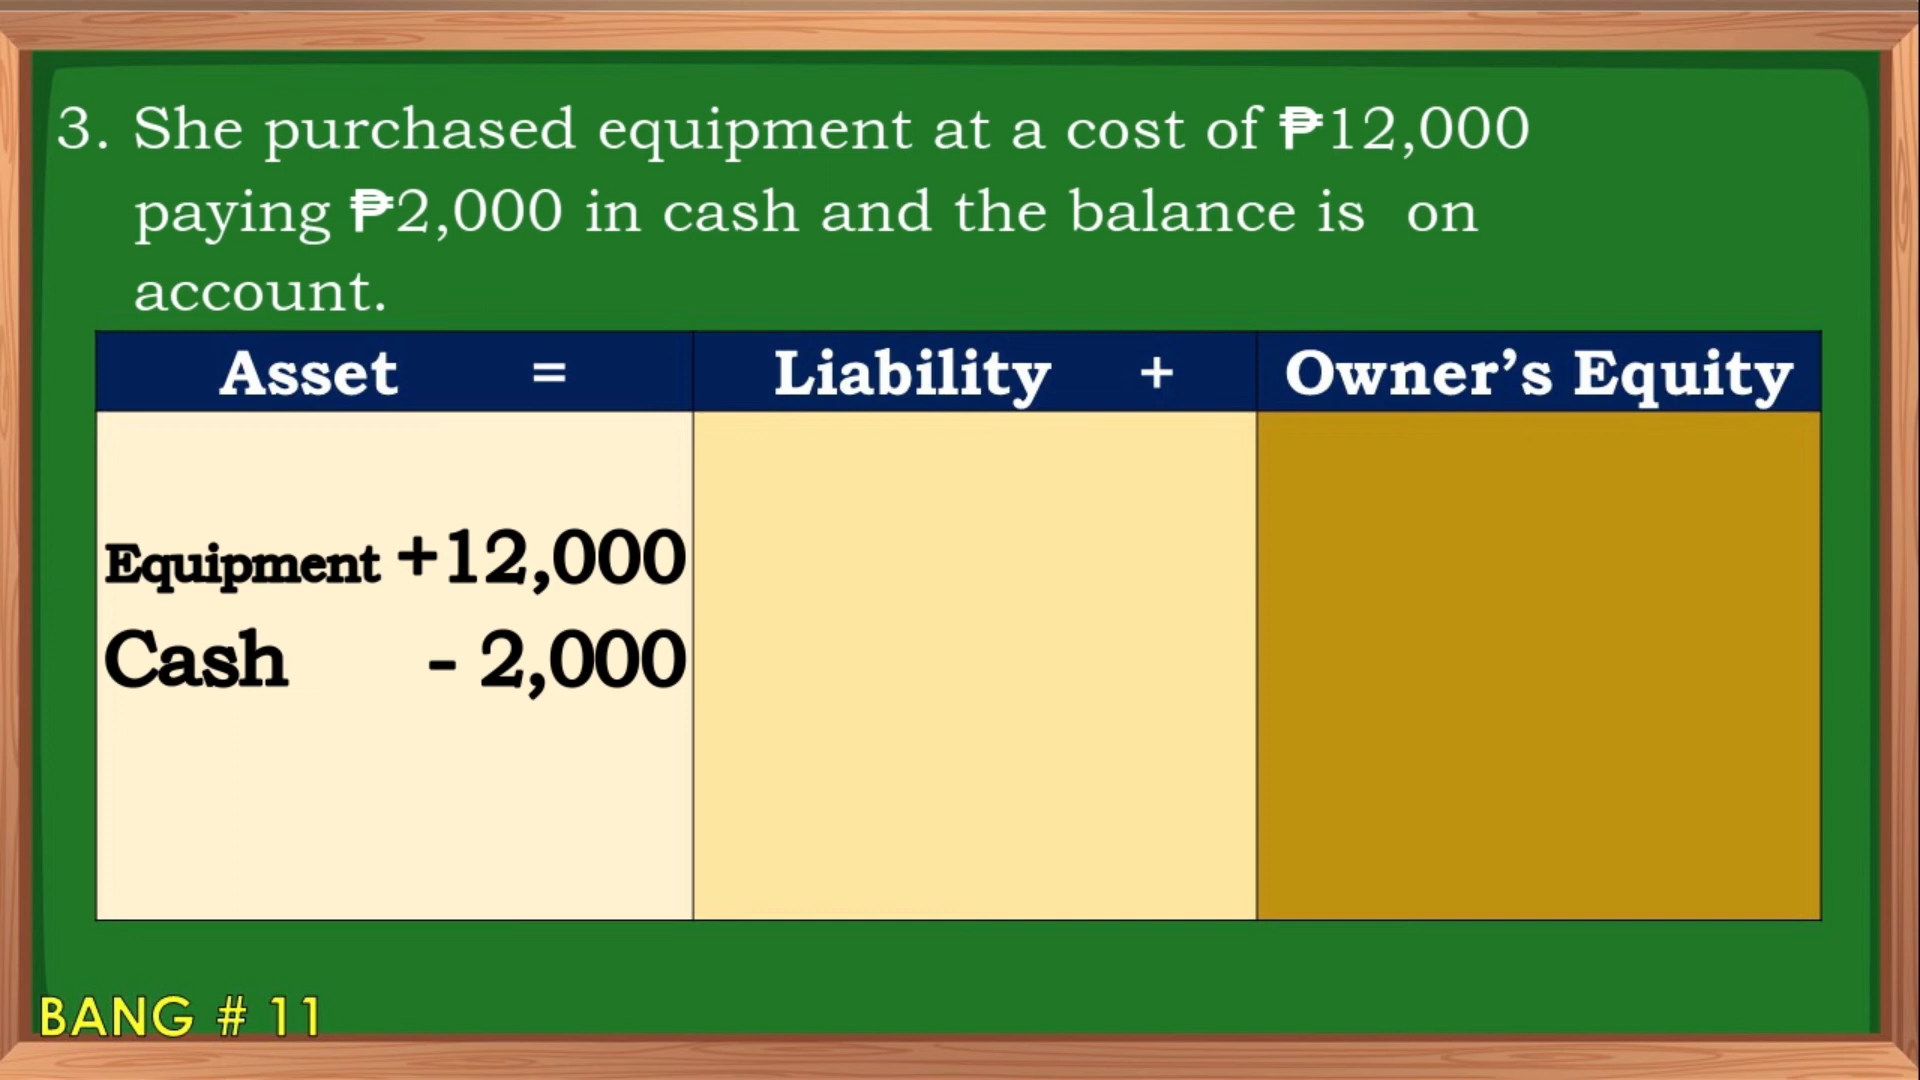 3. She purchased equipment at a cost of ₱12,000
paying ₱2,000 in cash and the balance is on
account.
Asset = Liability + Owner’s Equity
Equipment +12,000
Cash - 2,000
BANG # 11